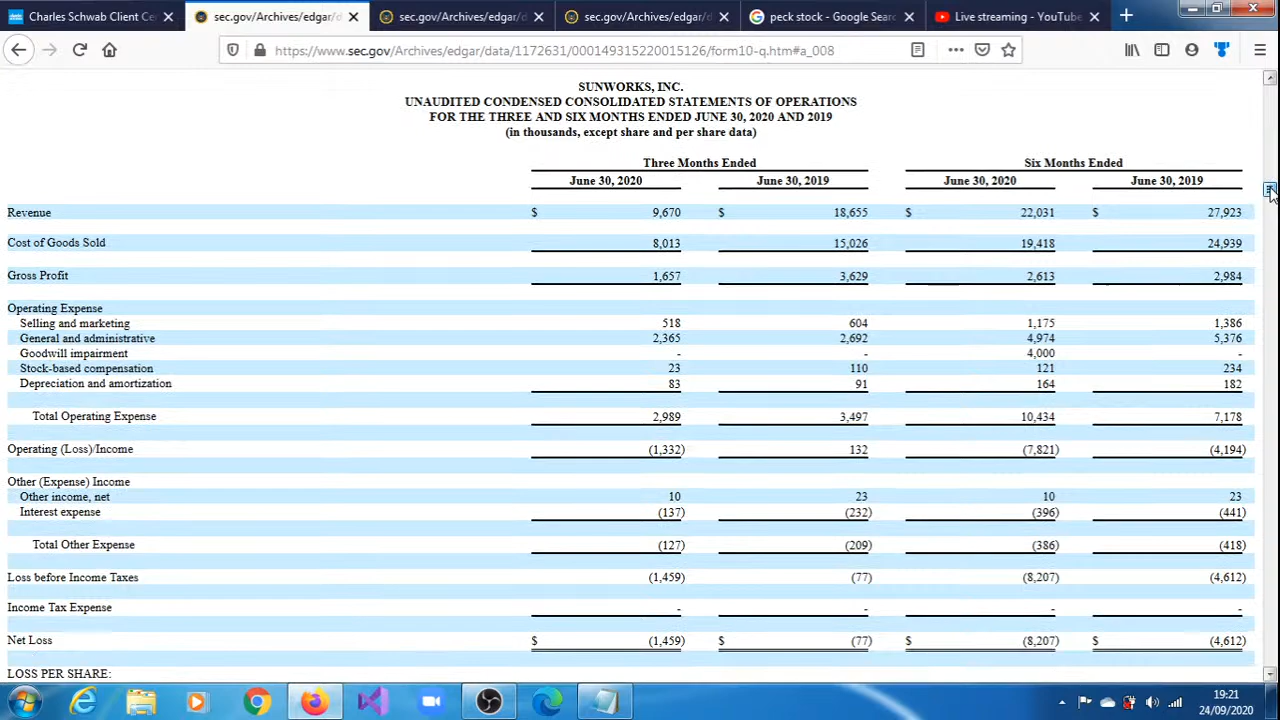 Charles Schwab Client Ce
sec.gov/Archives/edgar/d
sec.gov/Archives/edgar/d
sec.gov/Archives/edgar/d
peck stock - Google Searc
Live streaming - YouTube
https://www.sec.gov/Archives/edgar/data/1172631/000149315220015126/form10-q.htm#a_008
SUNWORKS, INC.
UNAUDITED CONDENSED CONSOLIDATED STATEMENTS OF OPERATIONS
FOR THE THREE AND SIX MONTHS ENDED JUNE 30, 2020 AND 2019
(in thousands, except share and per share data)
Three Months Ended Six Months Ended
June 30, 2020 June 30, 2019 June 30, 2020 June 30, 2019
Revenue $ 9,670 $ 18,655 $ 22,031 $ 27,923
Cost of Goods Sold 8,013 15,026 19,418 24,939
Gross Profit 1,657 3,629 2,613 2,984
Operating Expense
Selling and marketing 518 604 1,175 1,386
General and administrative 2,365 2,692 4,974 5,376
Goodwill impairment - - 4,000 -
Stock-based compensation 23 110 121 234
Depreciation and amortization 83 91 164 182
Total Operating Expense 2,989 3,497 10,434 7,178
Operating (Loss)/Income (1,332) 132 (7,821) (4,194)
Other (Expense) Income
Other income, net 10 23 10 23
Interest expense (137) (232) (396) (441)
Total Other Expense (127) (209) (386) (418)
Loss before Income Taxes (1,459) (77) (8,207) (4,612)
Income Tax Expense - - - -
Net Loss $ (1,459) $ (77) $ (8,207) $ (4,612)
LOSS PER SHARE:
19:21
24/09/2020